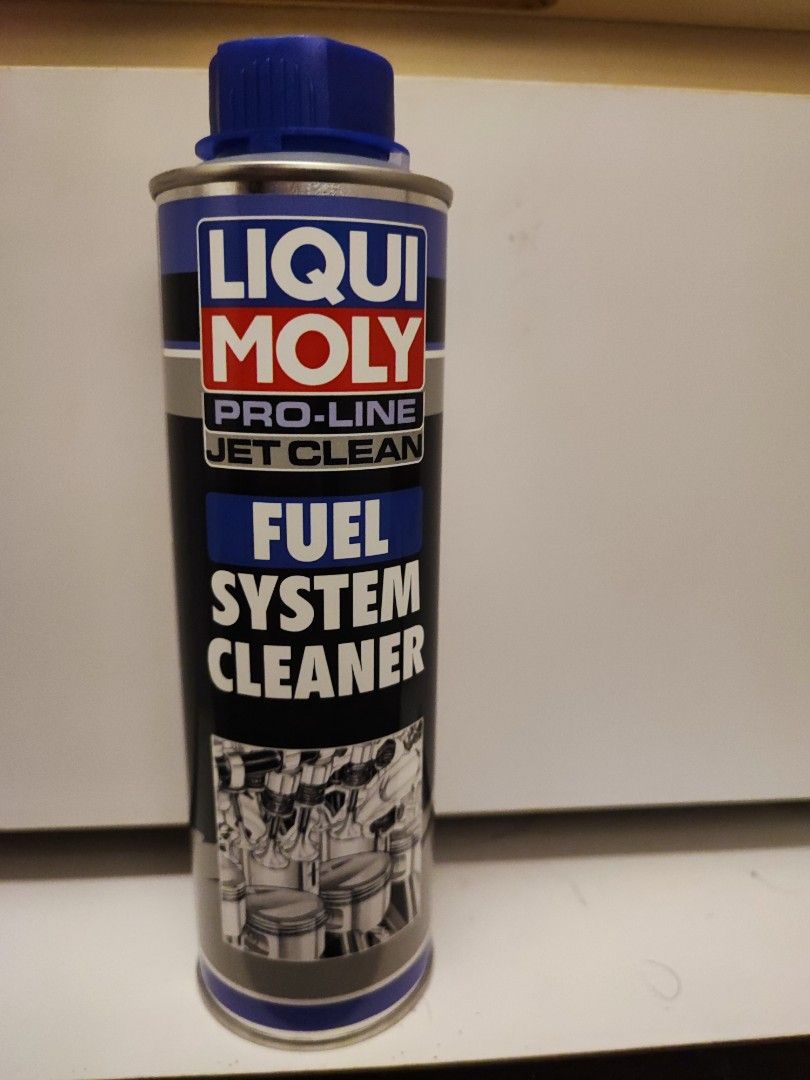 LIQUI
MOLY
PRO-LINE
JET CLEAN
FUEL
SYSTEM
CLEANER